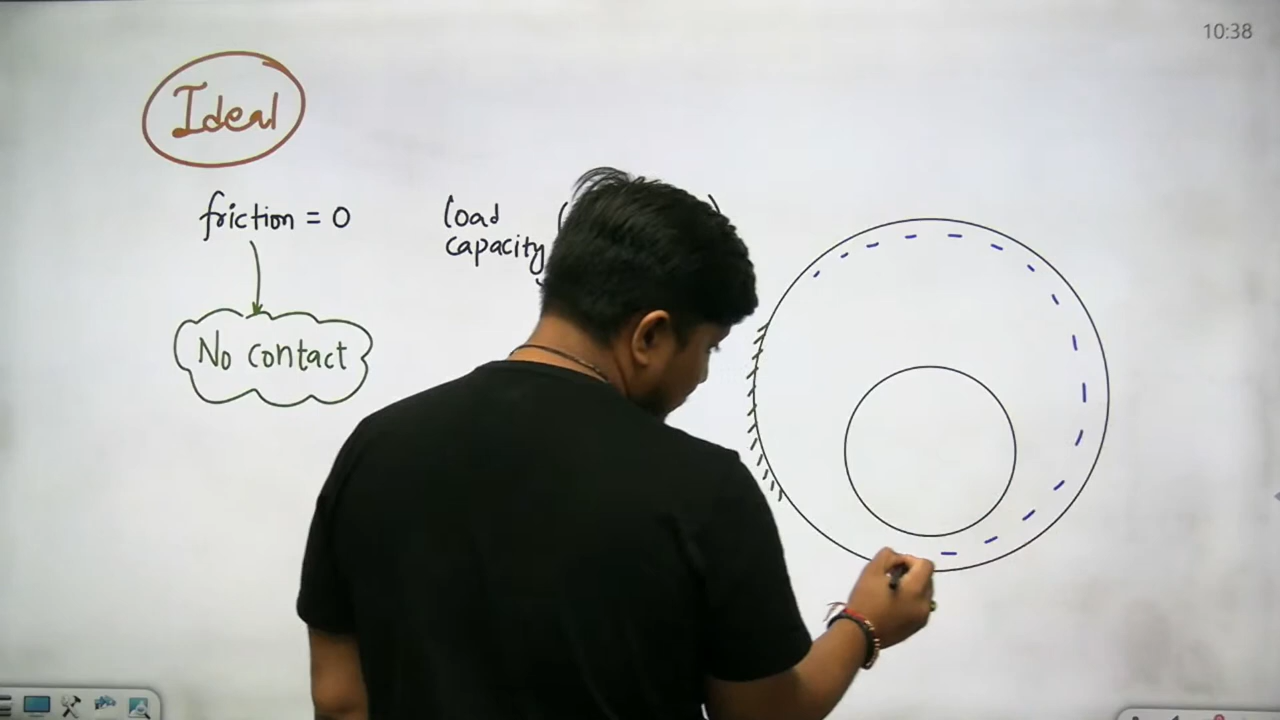 10:38
Ideal
friction = 0
load
capacity
No contact